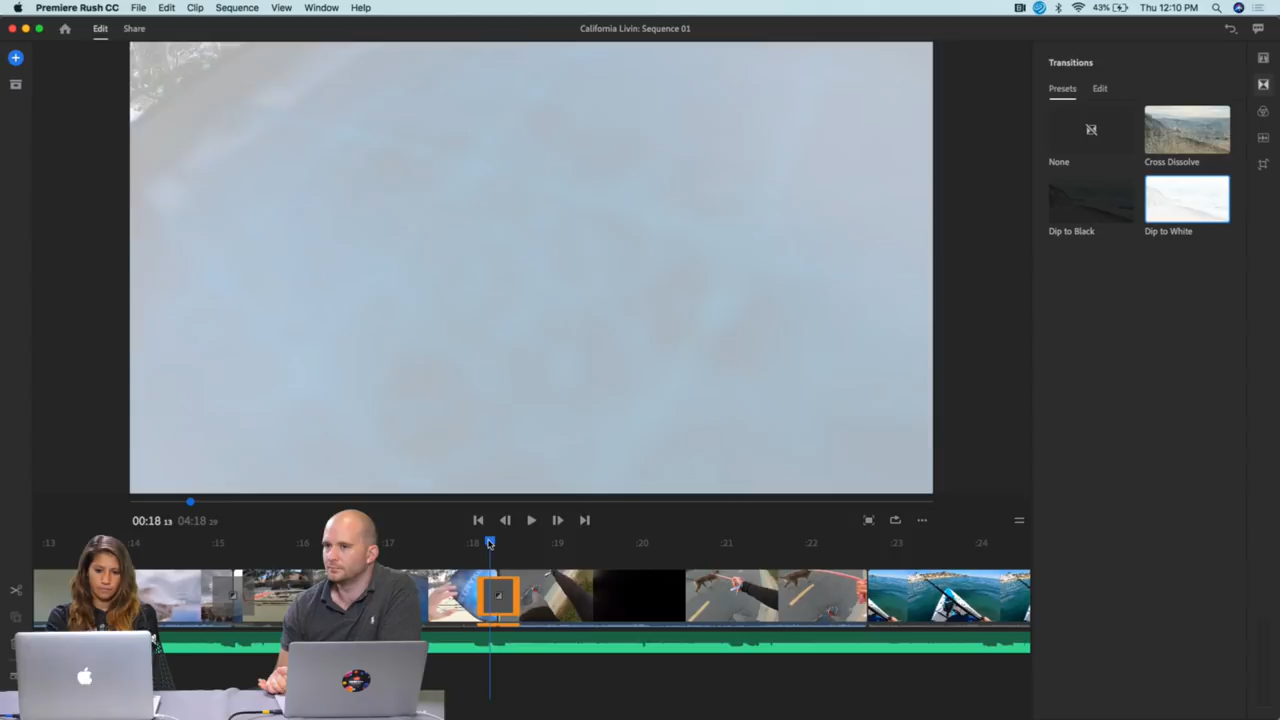 Premiere Rush CC File Edit Clip Sequence View Window Help 43% Thu 12:10 PM
Edit Share California Livin: Sequence 01
Transitions
Presets Edit
None Cross Dissolve
Dip to Black Dip to White
00:18 13 04:18 29
:13 :14 :15 :16 :17 :18 :19 :20 :21 :22 :23 :24